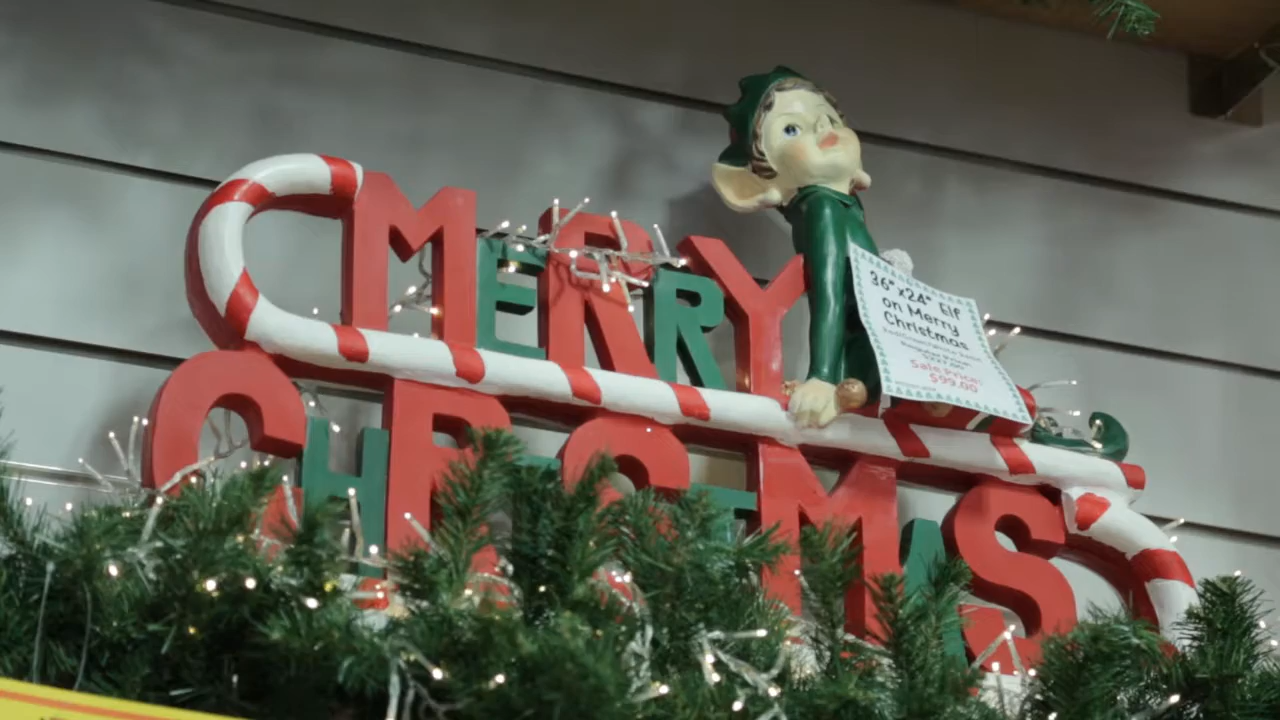 MERRY
CHRISTMAS
36"x24" Elf
on Merry
Christmas
Sale Price:
$99.00